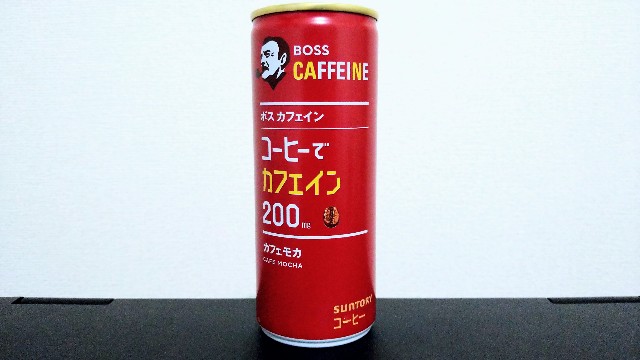 BOSS
CAFFEINE
ボス カフェイン
コーヒーで
カフェイン
200mg
カフェモカ
CAFE MOCHA
SUNTORY
コーヒー